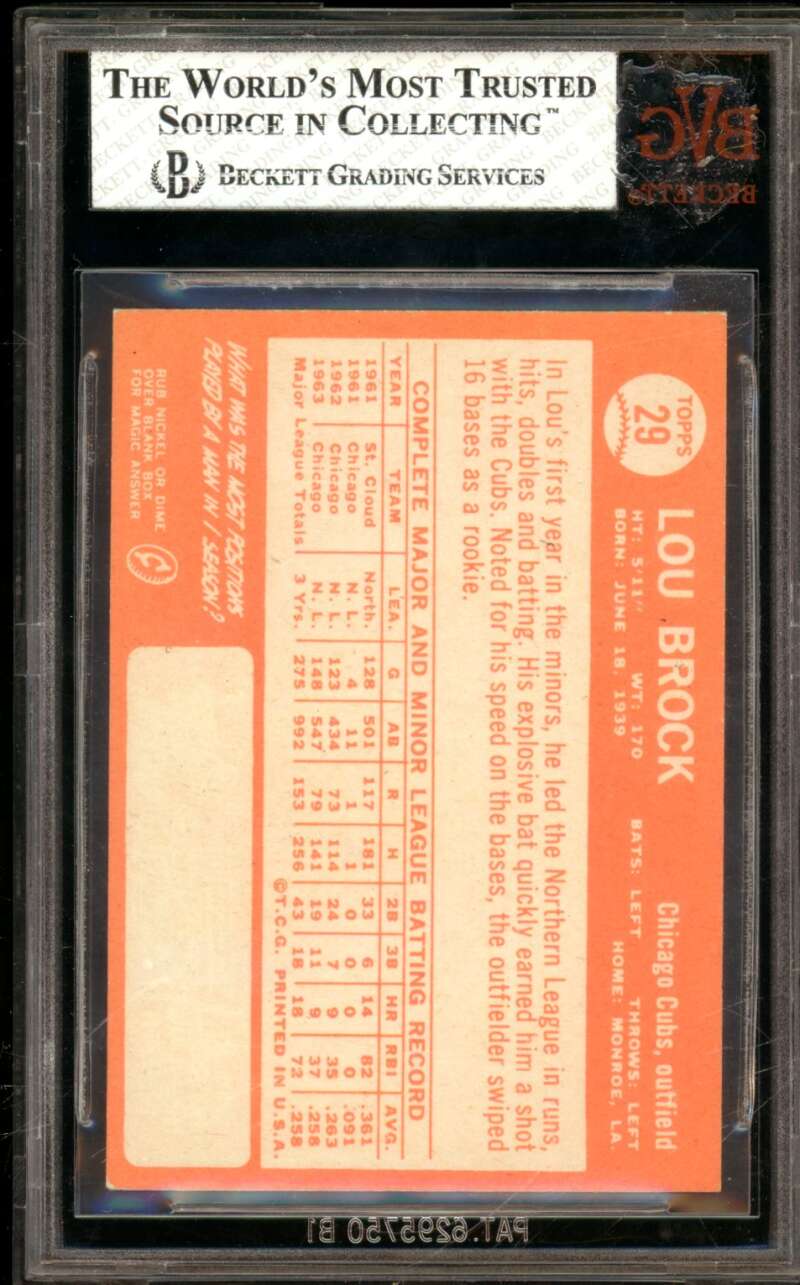 THE WORLD'S MOST TRUSTED
SOURCE IN COLLECTING™
BECKETT GRADING SERVICES
BVG
BECKETT
TOPPS
29
LOU BROCK
Chicago Cubs, outfield
HT: 5'11" WT: 170 BATS: LEFT THROWS: LEFT
BORN: JUNE 18, 1939 HOME: MONROE, LA.
In Lou's first year in the minors, he led the Northern League in runs,
hits, doubles and batting. His explosive bat quickly earned him a shot
with the Cubs. Noted for his speed on the bases, the outfielder swiped
16 bases as a rookie.
COMPLETE MAJOR AND MINOR LEAGUE BATTING RECORD
YEAR TEAM LEA. G AB R H 2B 3B HR RBI AVG.
1961 St. Cloud North. 128 501 117 181 33 6 14 82 .361
1961 Chicago N. L. 4 11 1 1 0 0 0 0 .091
1962 Chicago N. L. 123 434 73 114 24 7 9 35 .263
1963 Chicago N. L. 148 547 79 141 19 11 9 37 .258
Major League Totals 3 Yrs. 275 992 153 256 43 18 18 72 .258
©T.C.G. PRINTED IN U.S.A.
WHAT WAS THE MOST POSITIONS
PLAYED BY A MAN IN 1 SEASON?
RUB NICKEL OR DIME
OVER BLANK BOX
FOR MAGIC ANSWER
PAT. 6295750 B1